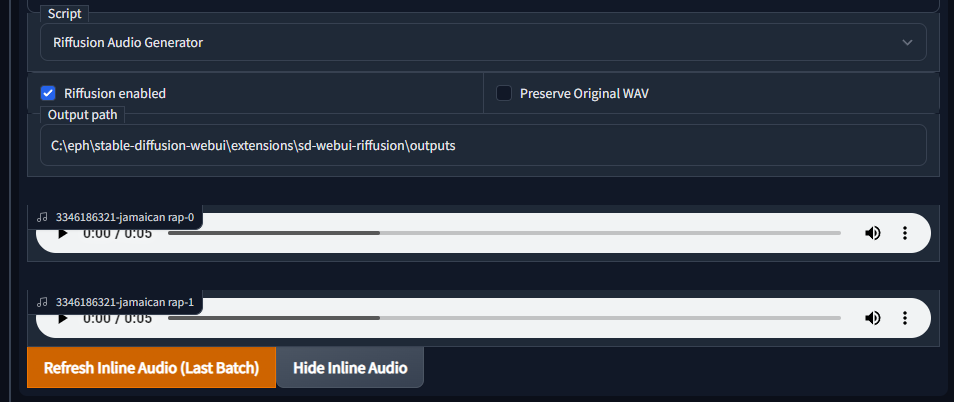 Script
Riffusion Audio Generator
Riffusion enabled
Preserve Original WAV
Output path
C:\eph\stable-diffusion-webui\extensions\sd-webui-riffusion\outputs
3346186321-jamaican rap-0
0:00 / 0:05
3346186321-jamaican rap-1
0:00 / 0:05
Refresh Inline Audio (Last Batch)
Hide Inline Audio